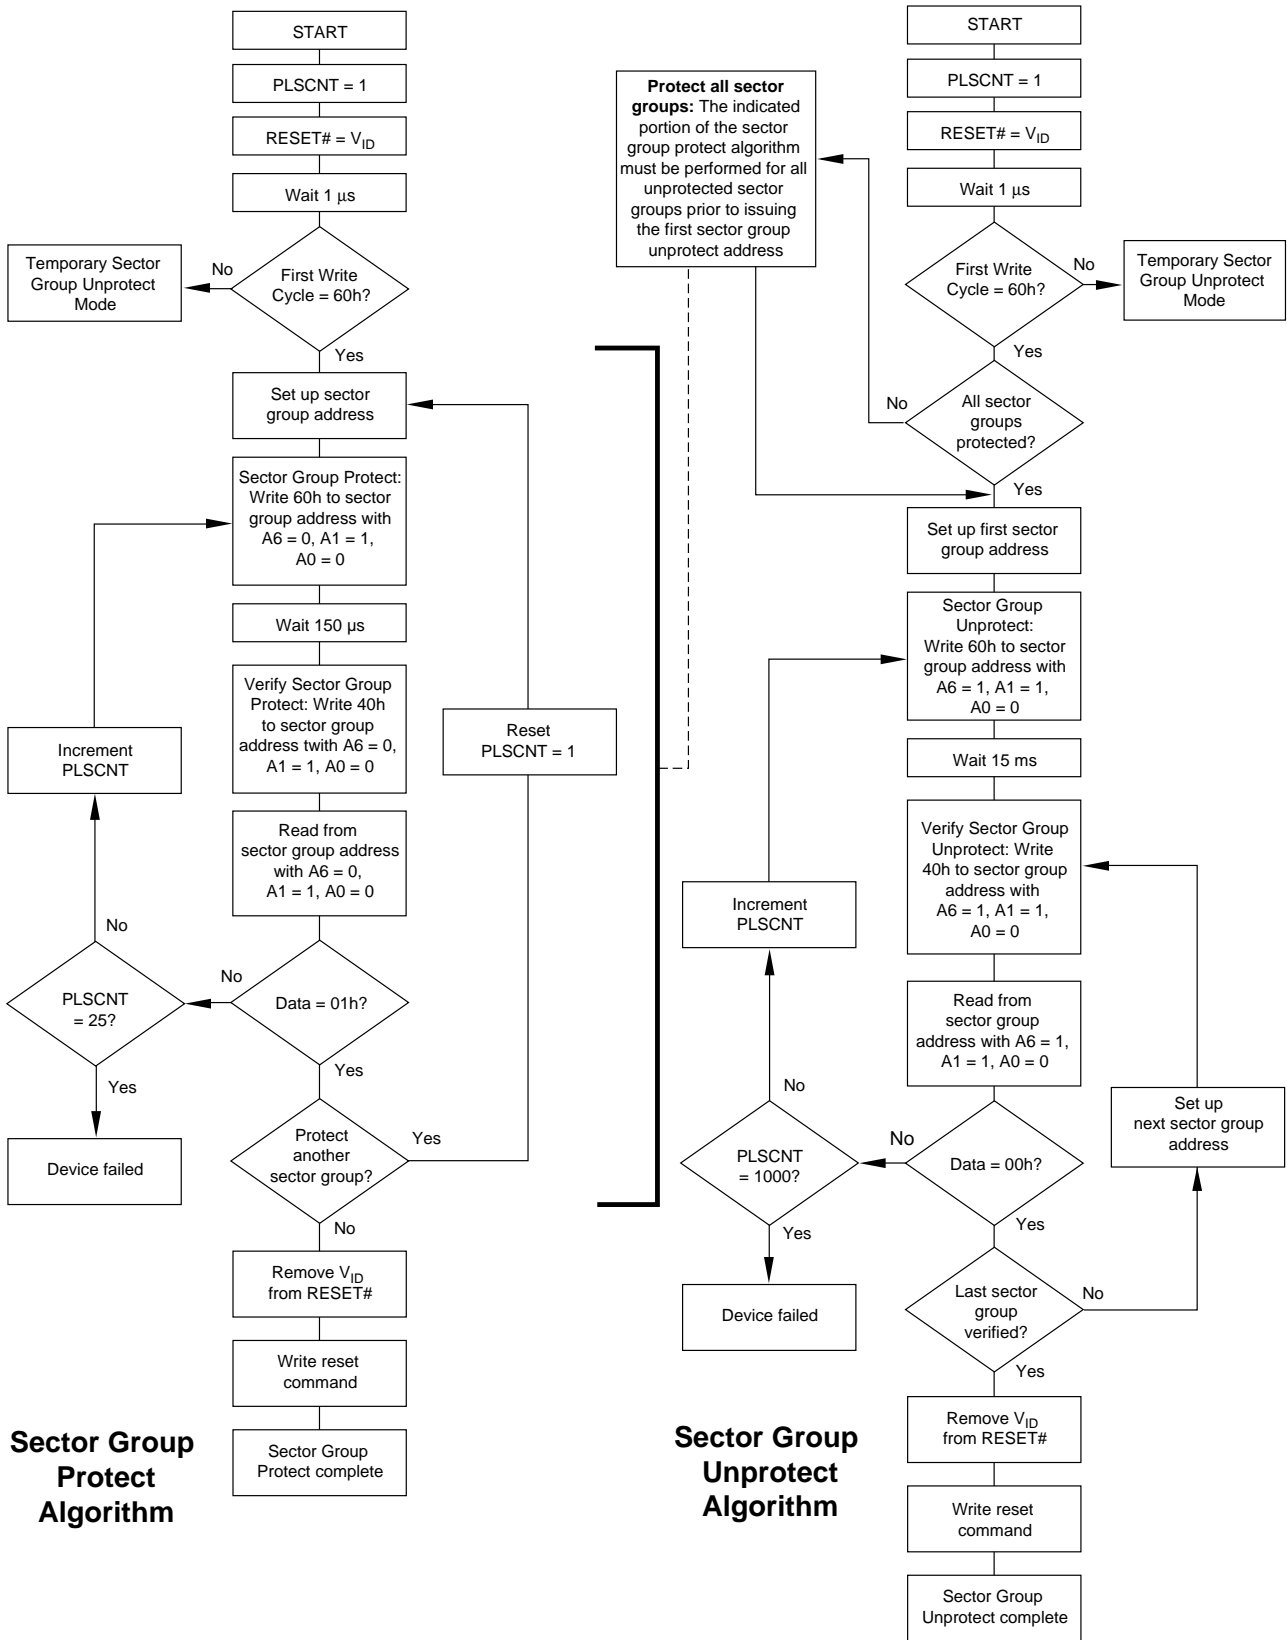 START
PLSCNT = 1
RESET# = VID
Wait 1 μs
First Write
Cycle = 60h?
No
Temporary Sector
Group Unprotect
Mode
Yes
Set up sector
group address
Sector Group Protect:
Write 60h to sector
group address with
A6 = 0, A1 = 1,
A0 = 0
Wait 150 µs
Verify Sector Group
Protect: Write 40h
to sector group
address twith A6 = 0,
A1 = 1, A0 = 0
Reset
PLSCNT = 1
Increment
PLSCNT
Read from
sector group address
with A6 = 0,
A1 = 1, A0 = 0
No
No
PLSCNT
= 25?
Data = 01h?
Yes
Yes
Device failed
Protect
another
sector group?
Yes
No
Remove VID
from RESET#
Write reset
command
Sector Group
Protect complete
Sector Group
Protect
Algorithm
Protect all sector
groups: The indicated
portion of the sector
group protect algorithm
must be performed for all
unprotected sector
groups prior to issuing
the first sector group
unprotect address
START
PLSCNT = 1
RESET# = VID
Wait 1 μs
First Write
Cycle = 60h?
No
Temporary Sector
Group Unprotect
Mode
Yes
No
All sector
groups
protected?
Yes
Set up first sector
group address
Sector Group
Unprotect:
Write 60h to sector
group address with
A6 = 1, A1 = 1,
A0 = 0
Wait 15 ms
Verify Sector Group
Unprotect: Write
40h to sector group
address with
A6 = 1, A1 = 1,
A0 = 0
Increment
PLSCNT
Read from
sector group
address with A6 = 1,
A1 = 1, A0 = 0
No
No
PLSCNT
= 1000?
Data = 00h?
Set up
next sector group
address
Yes
Yes
Device failed
Last sector
group
verified?
No
Yes
Remove VID
from RESET#
Write reset
command
Sector Group
Unprotect complete
Sector Group
Unprotect
Algorithm